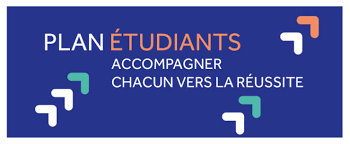 PLAN ÉTUDIANTS
ACCOMPAGNER
CHACUN VERS LA RÉUSSITE